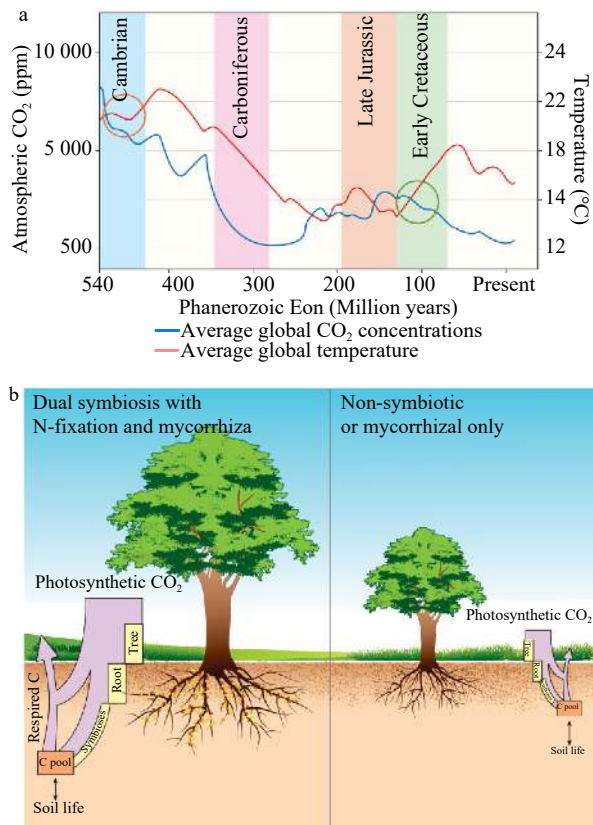 a
Atmospheric CO₂ (ppm)
10 000
5 000
500
Cambrian
Carboniferous
Late Jurassic
Early Cretaceous
24
22
18
14
12
Temperature (°C)
540
400
300
200
100
Present
Phanerozoic Eon (Million years)
Average global CO₂ concentrations
Average global temperature
b
Dual symbiosis with
N-fixation and mycorrhiza
Non-symbiotic
or mycorrhizal only
Photosynthetic CO₂
Tree
Root
Symbioses
Respired C
C pool
Soil life
Photosynthetic CO₂
Tree
Root
C pool
Soil life